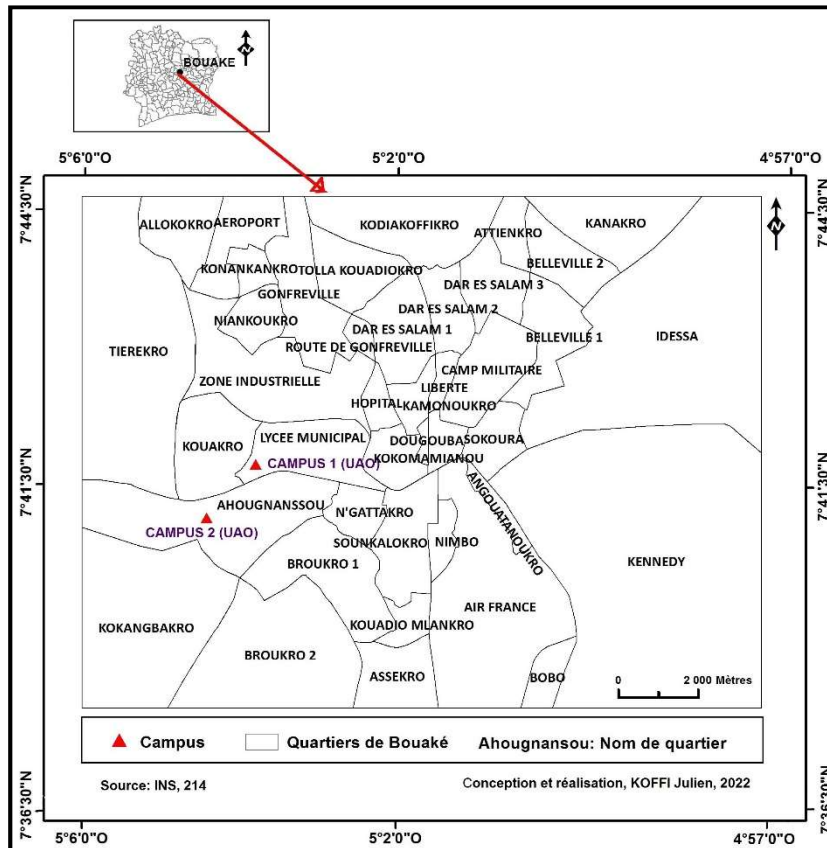 N
BOUAKE
5°6'0"O 5°2'0"O 4°57'0"O
7°44'30"N
7°44'30"N
N
ALLOKOKRO
AEROPORT
KODIAKOFFIKRO
KANAKRO
ATTIENKRO
KONANKANKRO
TOLLA KOUADIOKRO
BELLEVILLE 2
GONFREVILLE
DAR ES SALAM 3
NIANKOUKRO
DAR ES SALAM 2
DAR ES SALAM 1
BELLEVILLE 1
IDESSA
TIEREKRO
ROUTE DE GONFREVILLE
ZONE INDUSTRIELLE
CAMP MILITAIRE
LIBERTE
HOPITAL
KAMONOUKRO
KOUAKRO
LYCEE MUNICIPAL
DOUGOUBA
SOKOURA
KOKOMAMIANOU
CAMPUS 1 (UAO)
7°41'30"N
7°41'30"N
AHOUGNANSSOU
N'GATTAKRO
ANGOUATANOUKRO
CAMPUS 2 (UAO)
SOUNKALOKRO
NIMBO
BROUKRO 1
KENNEDY
AIR FRANCE
KOKANGBAKRO
KOUADIO MLANKRO
BROUKRO 2
ASSEKRO
BOBO
0 2 000 Mètres
Campus Quartiers de Bouaké Ahougnansou: Nom de quartier
Source: INS, 214 Conception et réalisation, KOFFI Julien, 2022
7°36'30"N
7°36'30"N
5°6'0"O 5°2'0"O 4°57'0"O